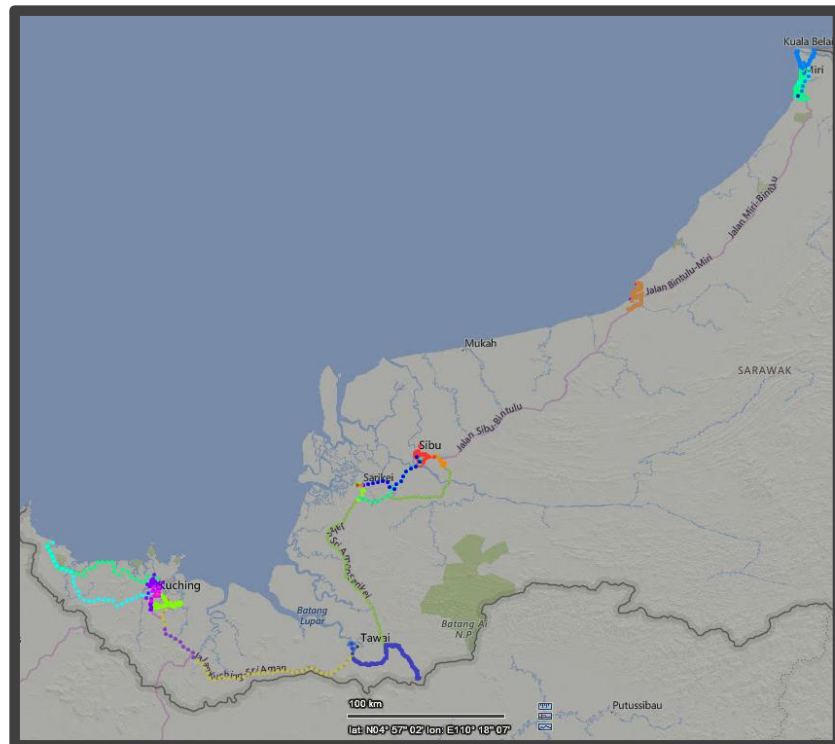 Kuala Belai
Miri
Jalan Miri-Bintulu
Jalan Bintulu-Miri
Mukah
SARAWAK
Jalan Sibu-Bintulu
Sibu
Sarikei
Kuching
Batang
Lupar
Tawai
Batang Ai
N.P.
Putussibau
100 km
lat: N04° 57' 02" lon: E110° 18' 07"